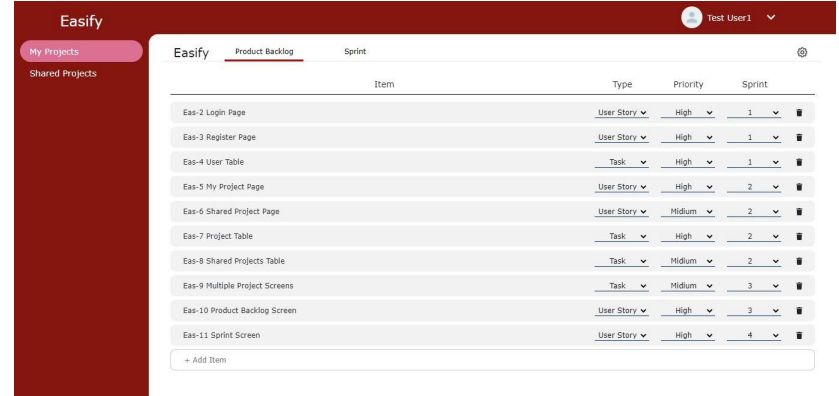 Easify
Test User1
My Projects
Shared Projects
Easify Product Backlog Sprint
Item Type Priority Sprint
Eas-2 Login Page User Story High 1
Eas-3 Register Page User Story High 1
Eas-4 User Table Task High 1
Eas-5 My Project Page User Story High 2
Eas-6 Shared Project Page User Story Midium 2
Eas-7 Project Table Task High 2
Eas-8 Shared Projects Table Task Midium 2
Eas-9 Multiple Project Screens Task Midium 3
Eas-10 Product Backlog Screen User Story High 3
Eas-11 Sprint Screen User Story High 4
+ Add Item